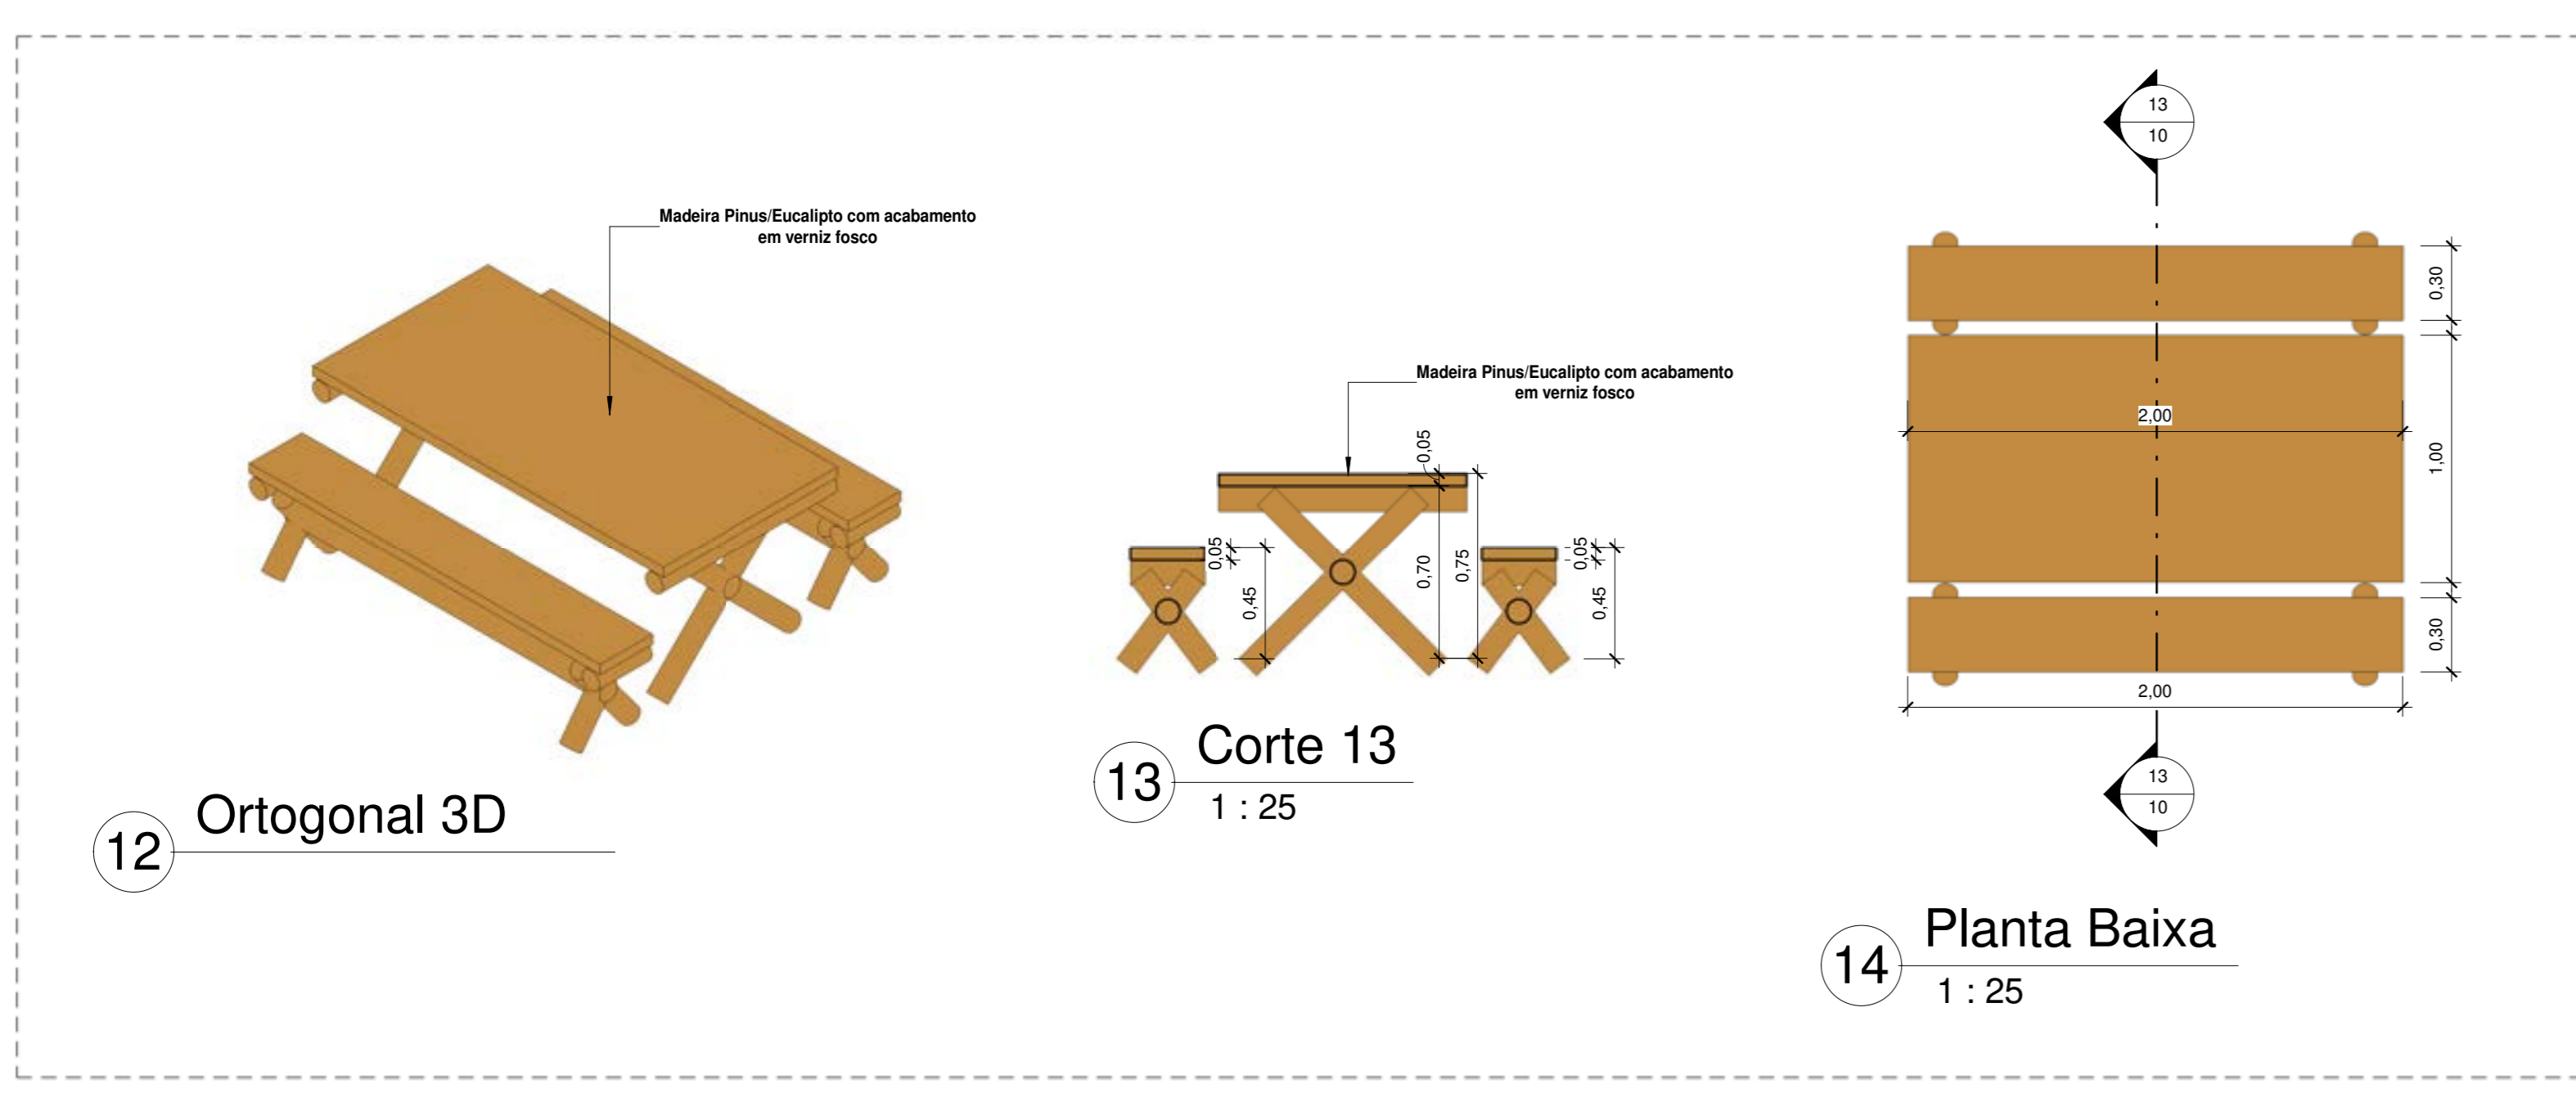 Madeira Pinus/Eucalipto com acabamento
em verniz fosco
12
Ortogonal 3D
Madeira Pinus/Eucalipto com acabamento
em verniz fosco
0,05
0,05
0,45
0,70
0,75
0,05
0,45
13
Corte 13
1 : 25
13
10
0,30
2,00
1,00
0,30
2,00
13
10
14
Planta Baixa
1 : 25